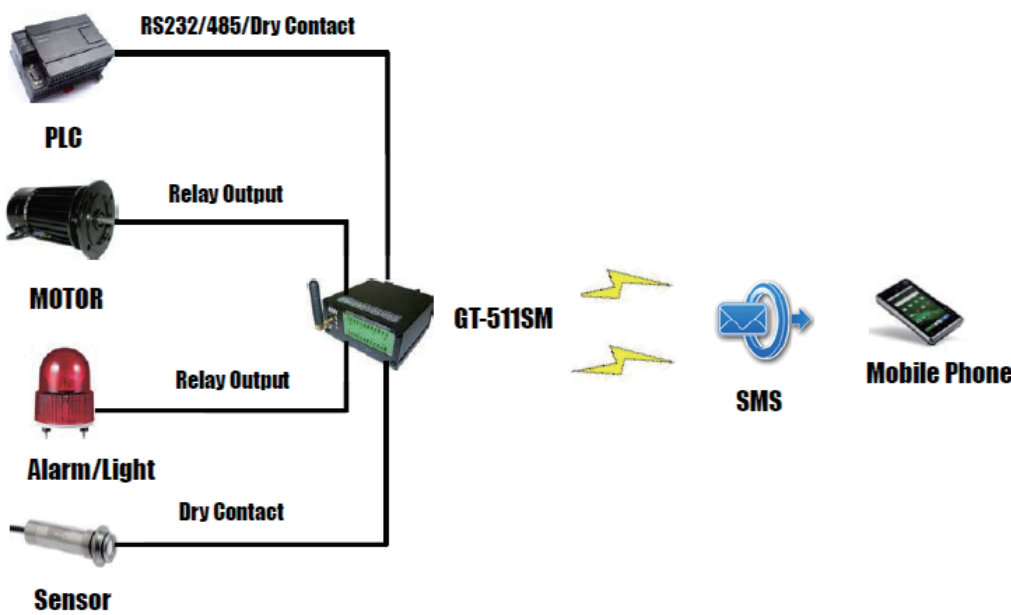 RS232/485/Dry Contact
PLC
Relay Output
MOTOR
GT-511SM
Relay Output
SMS
Mobile Phone
Alarm/Light
Dry Contact
Sensor